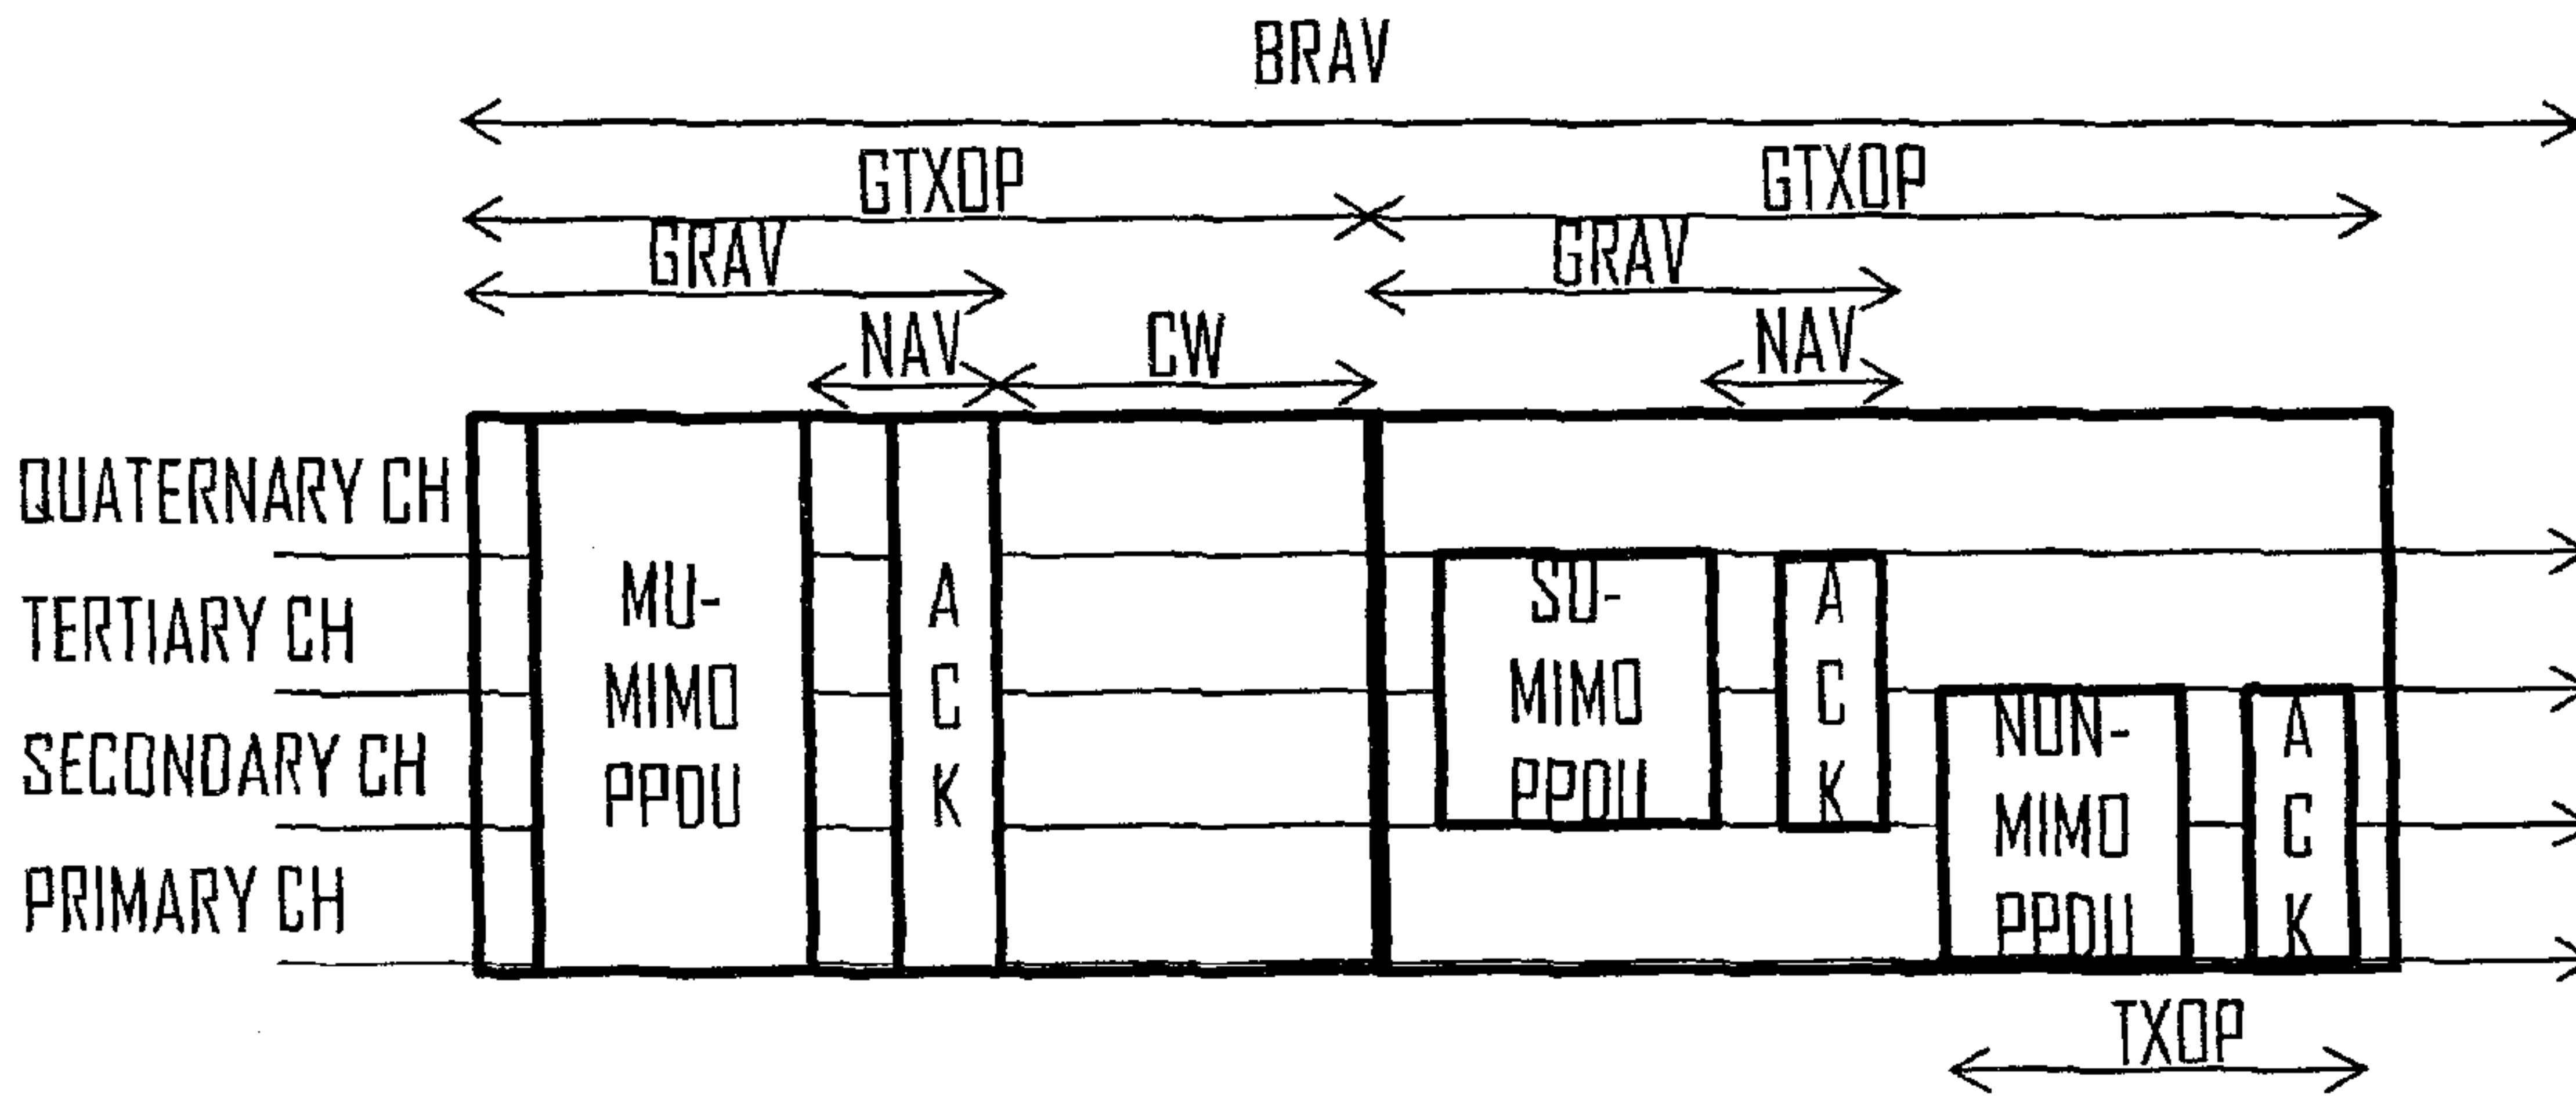 BRAV
GTXOP
GTXOP
GRAV
GRAV
NAV
CW
NAV
QUATERNARY CH
TERTIARY CH
SECONDARY CH
PRIMARY CH
MU-
MIMO
PPDU
A
C
K
SU-
MIMO
PPDU
A
C
K
NON-
MIMO
PPDU
A
C
K
TXOP